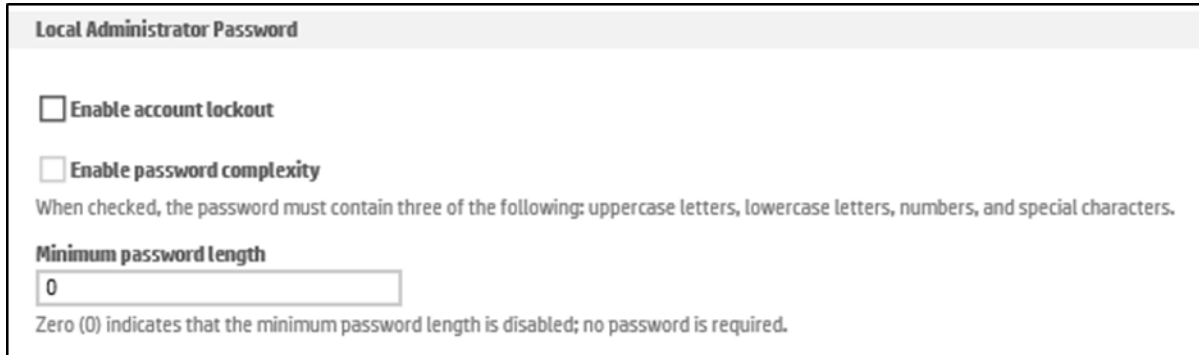 Local Administrator Password
Enable account lockout
Enable password complexity
When checked, the password must contain three of the following: uppercase letters, lowercase letters, numbers, and special characters.
Minimum password length
0
Zero (0) indicates that the minimum password length is disabled; no password is required.